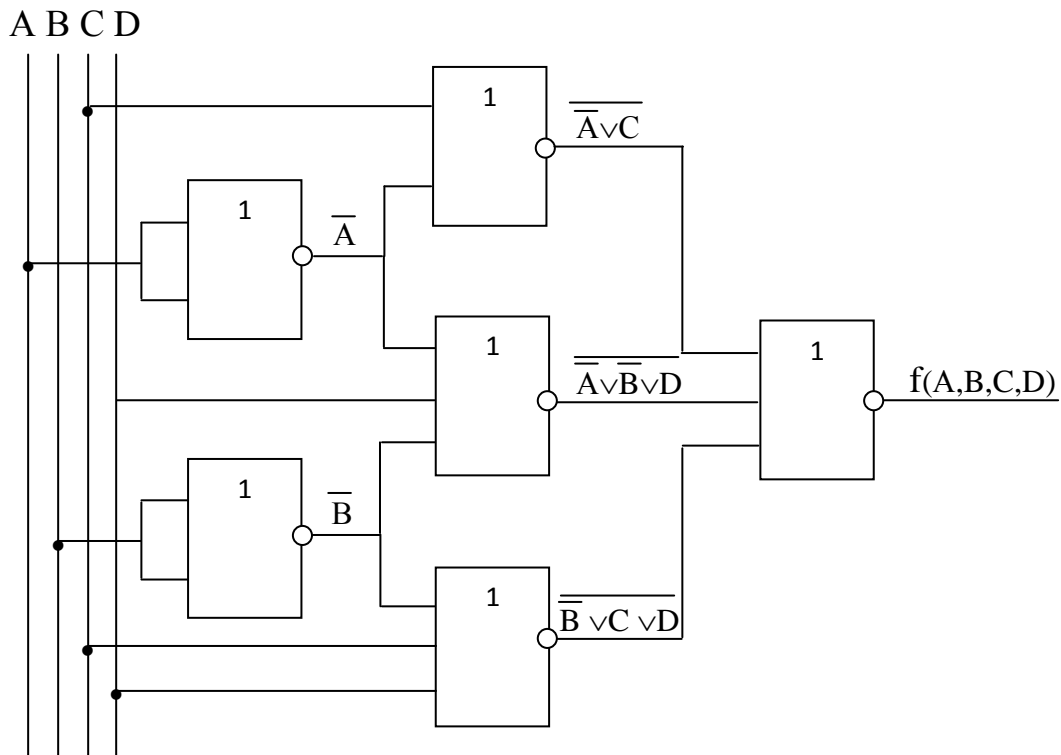 A B C D
1
A̅∨C̅
1
A̅
1
A̅∨B̅∨D̅
1
f(A,B,C,D)
1
B̅
1
B̅ ∨C ∨D